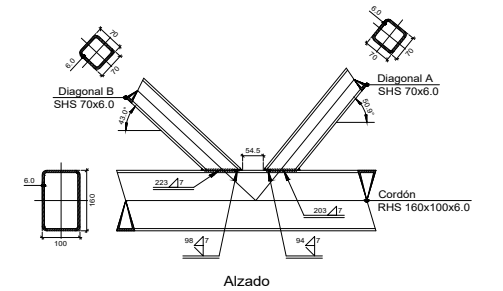 6.0
70
70
6.0
70
70
Diagonal B
SHS 70x6.0
43.0°
Diagonal A
SHS 70x6.0
50.9°
54.5
6.0
160
100
223 7
203 7
Cordón
RHS 160x100x6.0
98 7
94 7
Alzado